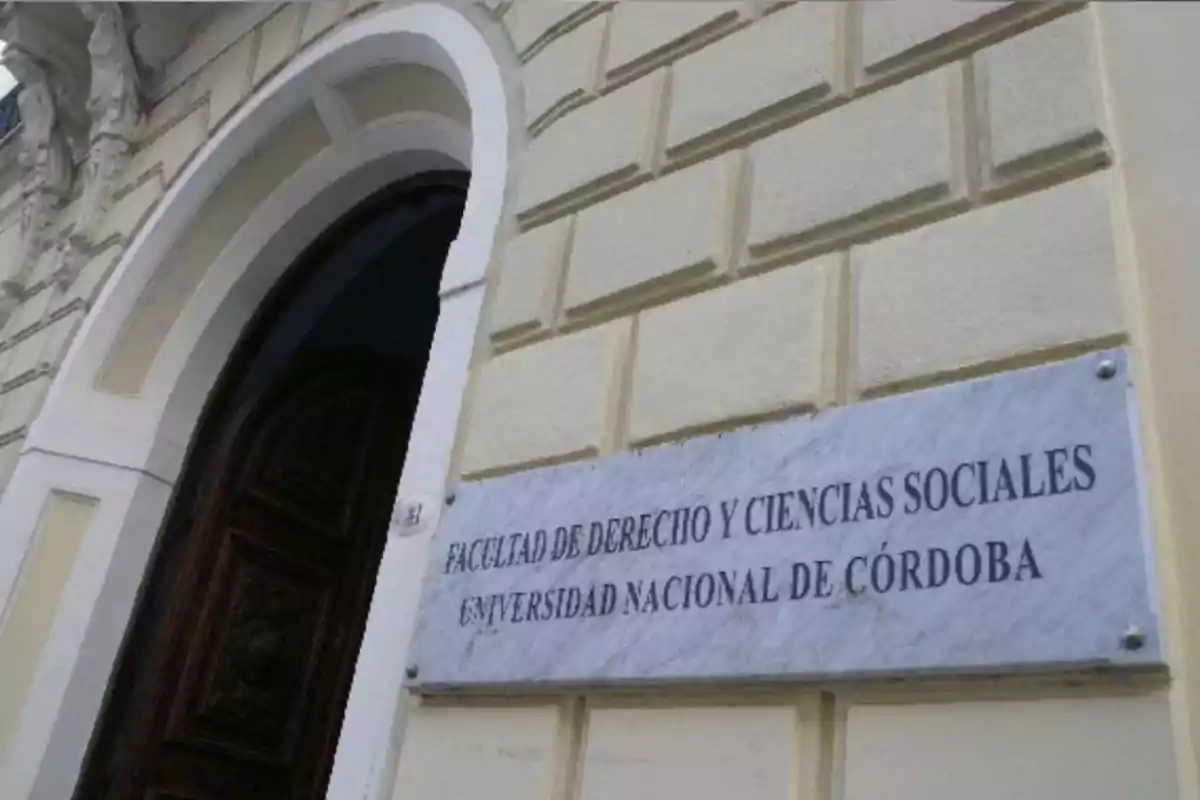 FACULTAD DE DERECHO Y CIENCIAS SOCIALES
UNIVERSIDAD NACIONAL DE CÓRDOBA